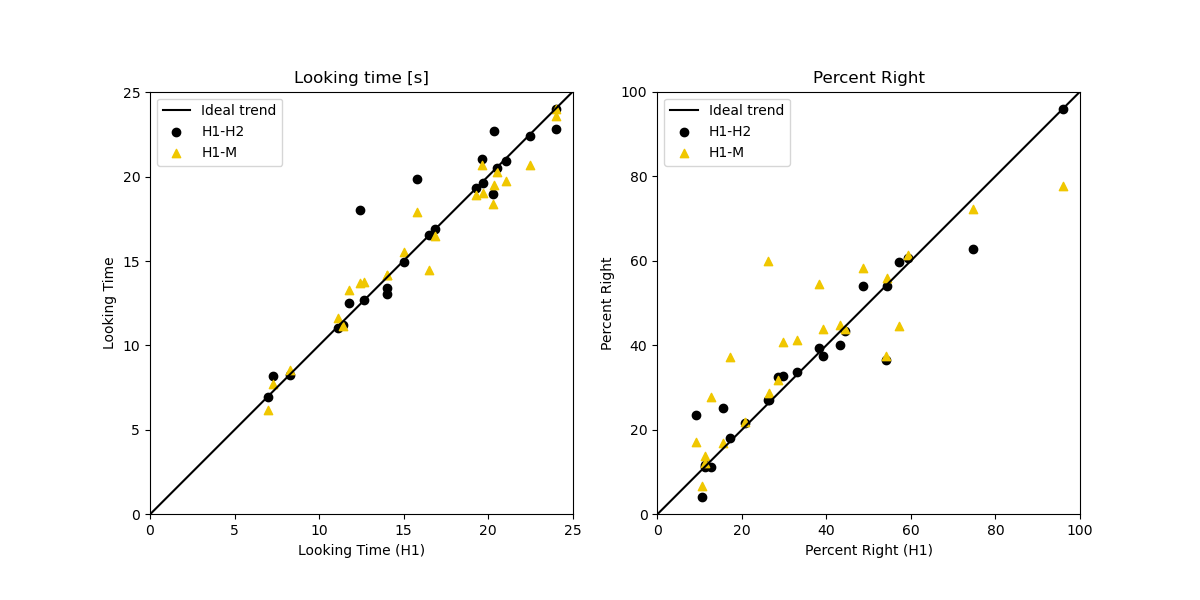 Looking time [s]
Ideal trend
H1-H2
H1-M
25
20
15
10
5
0
Looking Time
0 5 10 15 20 25
Looking Time (H1)
Percent Right
Ideal trend
H1-H2
H1-M
100
80
60
40
20
0
Percent Right
0 20 40 60 80 100
Percent Right (H1)